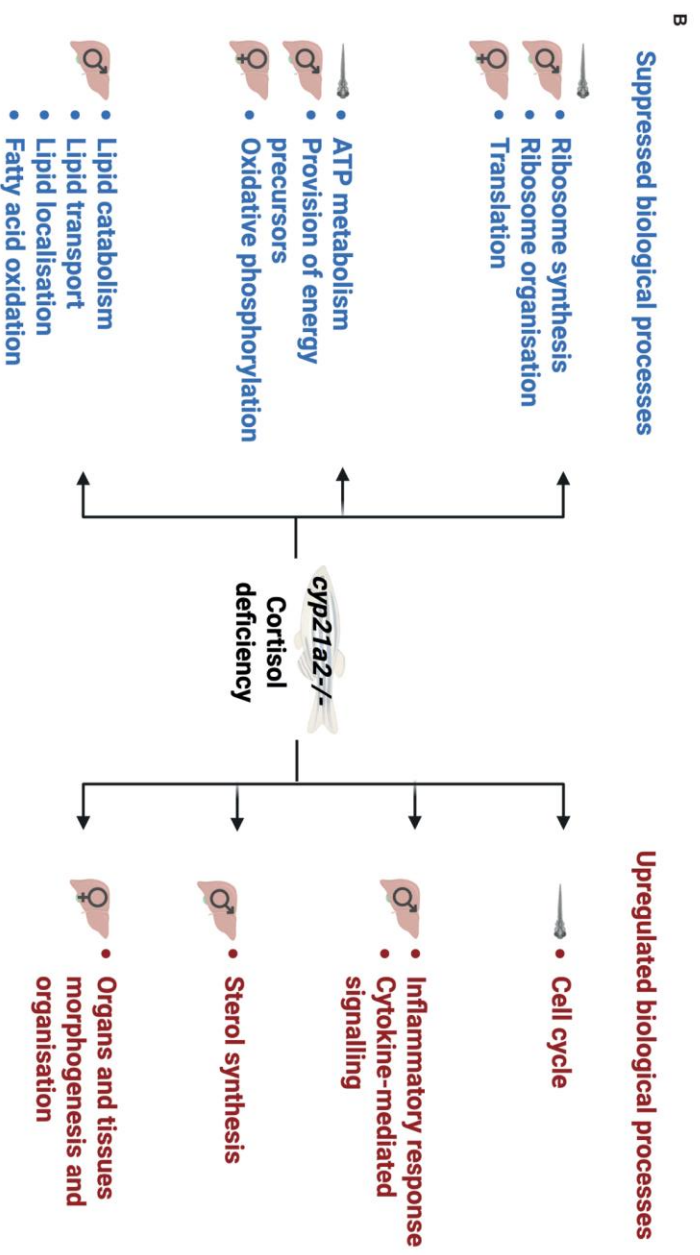 B
Suppressed biological processes
• Ribosome synthesis
• Ribosome organisation
• Translation
• ATP metabolism
• Provision of energy
precursors
• Oxidative phosphorylation
• Lipid catabolism
• Lipid transport
• Lipid localisation
• Fatty acid oxidation
cyp21a2-/-
Cortisol
deficiency
Upregulated biological processes
• Cell cycle
• Inflammatory response
• Cytokine-mediated
signalling
• Sterol synthesis
• Organs and tissues
morphogenesis and
organisation